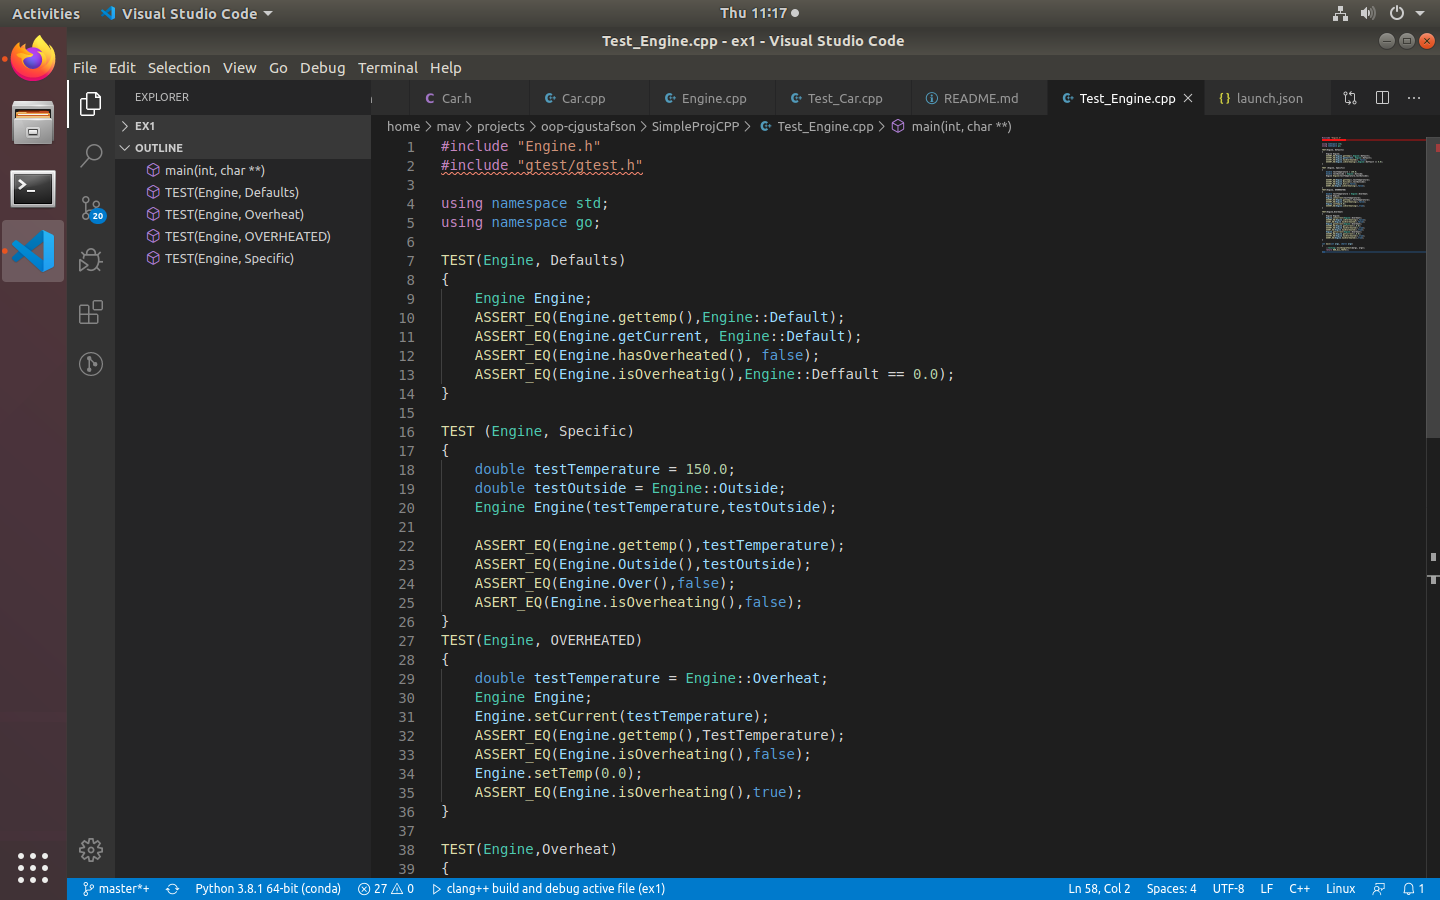 Activities Visual Studio Code Thu 11:17
Test_Engine.cpp - ex1 - Visual Studio Code
File Edit Selection View Go Debug Terminal Help
EXPLORER Car.h Car.cpp Engine.cpp Test_Car.cpp README.md Test_Engine.cpp launch.json
home > mav > projects > oop-cjgustafson > SimpleProjCPP > Test_Engine.cpp > main(int, char **)
EX1
OUTLINE
main(int, char **)
TEST(Engine, Defaults)
TEST(Engine, Overheat)
TEST(Engine, OVERHEATED)
TEST(Engine, Specific)
20
1 #include "Engine.h"
2 #include "gtest/gtest.h"
3
4 using namespace std;
5 using namespace go;
6
7 TEST(Engine, Defaults)
8 {
9 Engine Engine;
10 ASSERT_EQ(Engine.gettemp(),Engine::Default);
11 ASSERT_EQ(Engine.getCurrent, Engine::Default);
12 ASSERT_EQ(Engine.hasOverheated(), false);
13 ASSERT_EQ(Engine.isOverheatig(),Engine::Deffault == 0.0);
14 }
15
16 TEST (Engine, Specific)
17 {
18 double testTemperature = 150.0;
19 double testOutside = Engine::Outside;
20 Engine Engine(testTemperature,testOutside);
21
22 ASSERT_EQ(Engine.gettemp(),testTemperature);
23 ASSERT_EQ(Engine.Outside(),testOutside);
24 ASSERT_EQ(Engine.Over(),false);
25 ASERT_EQ(Engine.isOverheating(),false);
26 }
27 TEST(Engine, OVERHEATED)
28 {
29 double testTemperature = Engine::Overheat;
30 Engine Engine;
31 Engine.setCurrent(testTemperature);
32 ASSERT_EQ(Engine.gettemp(),TestTemperature);
33 ASSERT_EQ(Engine.isOverheating(),false);
34 Engine.setTemp(0.0);
35 ASSERT_EQ(Engine.isOverheating(),true);
36 }
37
38 TEST(Engine,Overheat)
39 {
master*+ Python 3.8.1 64-bit (conda) 27 0 clang++ build and debug active file (ex1) Ln 58, Col 2 Spaces: 4 UTF-8 LF C++ Linux 1